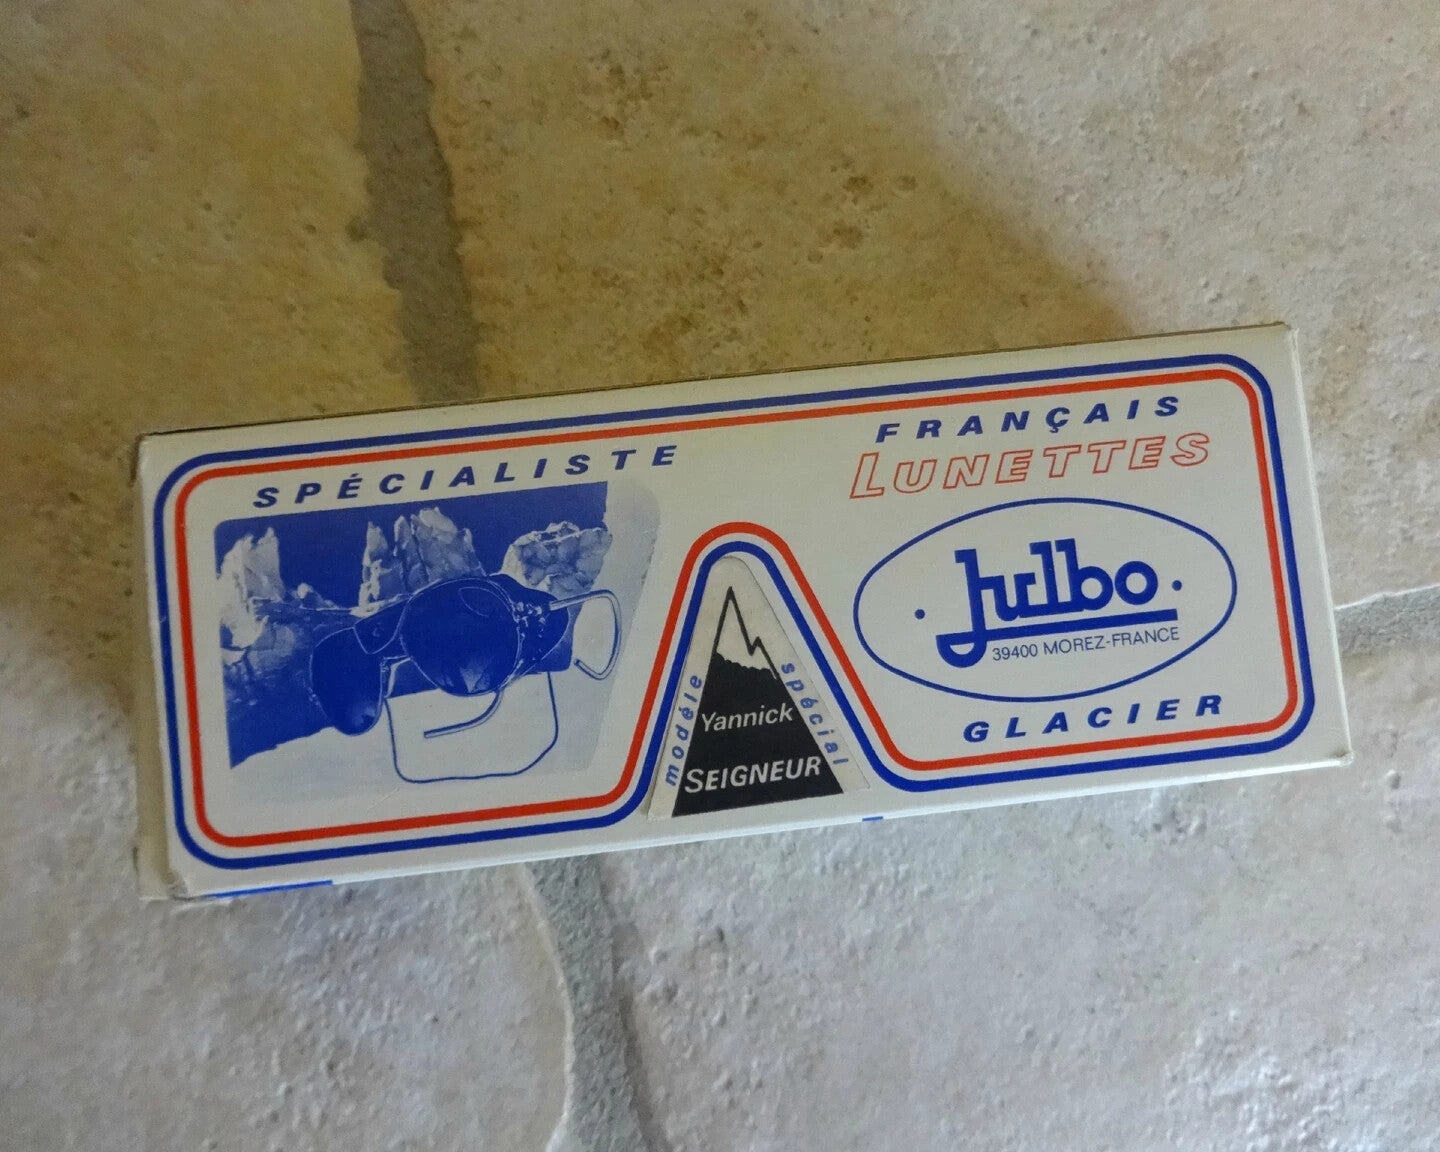 SPÉCIALISTE
FRANÇAIS
LUNETTES
Julbo
39400 MOREZ-FRANCE
GLACIER
modèle
spécial
Yannick
SEIGNEUR